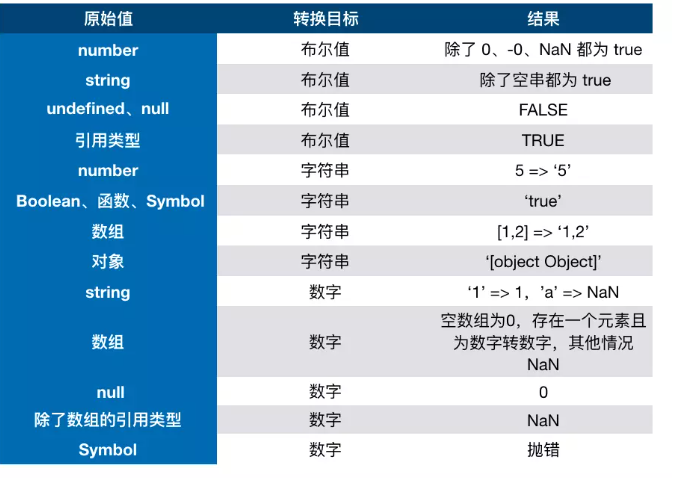 原始值 转换目标 结果
number 布尔值 除了 0、-0、NaN 都为 true
string 布尔值 除了空串都为 true
undefined、null 布尔值 FALSE
引用类型 布尔值 TRUE
number 字符串 5 => ‘5’
Boolean、函数、Symbol 字符串 ‘true’
数组 字符串 [1,2] => ‘1,2’
对象 字符串 ‘[object Object]’
string 数字 ‘1’ => 1，’a’ => NaN
数组 数字 空数组为0，存在一个元素且
为数字转数字，其他情况
NaN
null 数字 0
除了数组的引用类型 数字 NaN
Symbol 数字 抛错